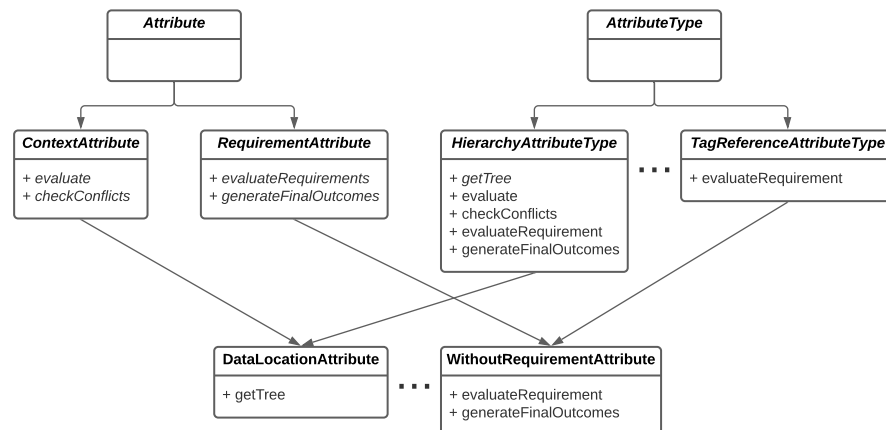 Attribute
AttributeType
ContextAttribute
+ evaluate
+ checkConflicts
RequirementAttribute
+ evaluateRequirements
+ generateFinalOutcomes
HierarchyAttributeType
+ getTree
+ evaluate
+ checkConflicts
+ evaluateRequirement
+ generateFinalOutcomes
...
TagReferenceAttributeType
+ evaluateRequirement
DataLocationAttribute
+ getTree
...
WithoutRequirementAttribute
+ evaluateRequirement
+ generateFinalOutcomes